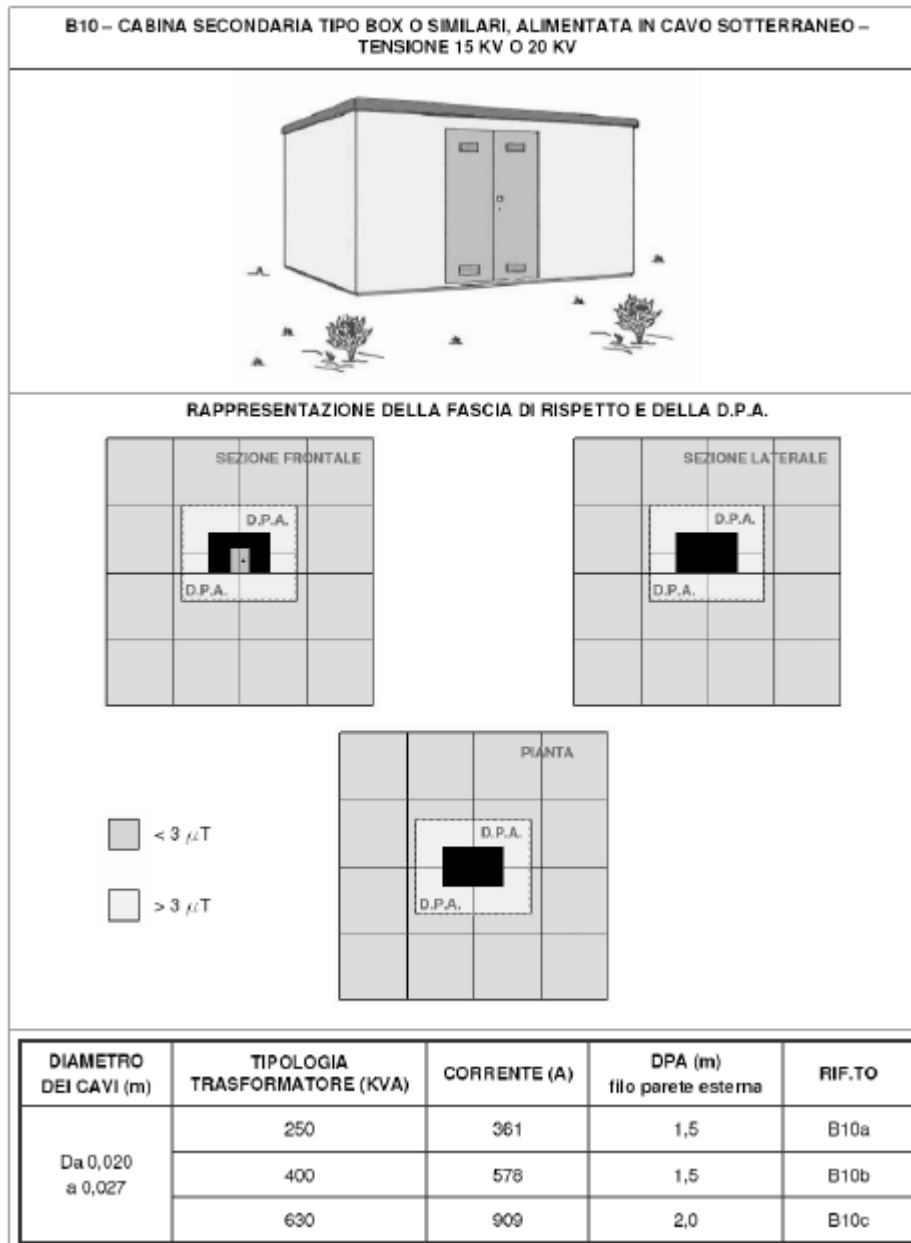 B10 – CABINA SECONDARIA TIPO BOX O SIMILARI, ALIMENTATA IN CAVO SOTTERRANEO –
TENSIONE 15 KV O 20 KV
RAPPRESENTAZIONE DELLA FASCIA DI RISPETTO E DELLA D.P.A.
SEZIONE FRONTALE
D.P.A.
D.P.A.
SEZIONE LATERALE
D.P.A.
D.P.A.
PIANTA
D.P.A.
D.P.A.
< 3 μT
> 3 μT
DIAMETRO
DEI CAVI (m)
TIPOLOGIA
TRASFORMATORE (KVA)
CORRENTE (A)
DPA (m)
filo parete esterna
RIF.TO
Da 0,020
a 0,027
250 361 1,5 B10a
400 578 1,5 B10b
630 909 2,0 B10c